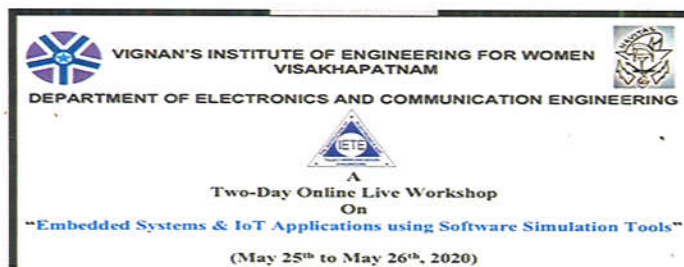 VIGNAN'S INSTITUTE OF ENGINEERING FOR WOMEN
VISAKHAPATNAM
DEPARTMENT OF ELECTRONICS AND COMMUNICATION ENGINEERING
IETE
A
Two-Day Online Live Workshop
On
“Embedded Systems & IoT Applications using Software Simulation Tools”
(May 25th to May 26th, 2020)